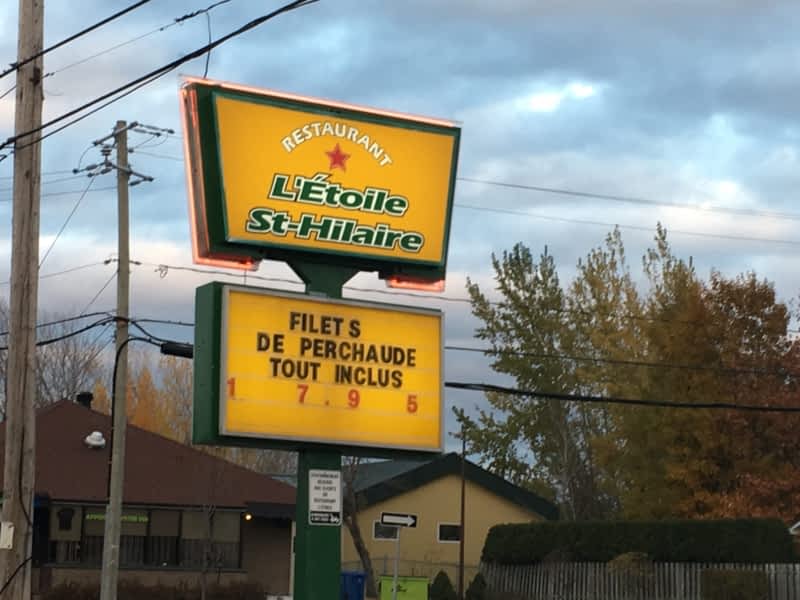 RESTAURANT
L'Étoile
St-Hilaire
FILETS
DE PERCHAUDE
TOUT INCLUS
17.95